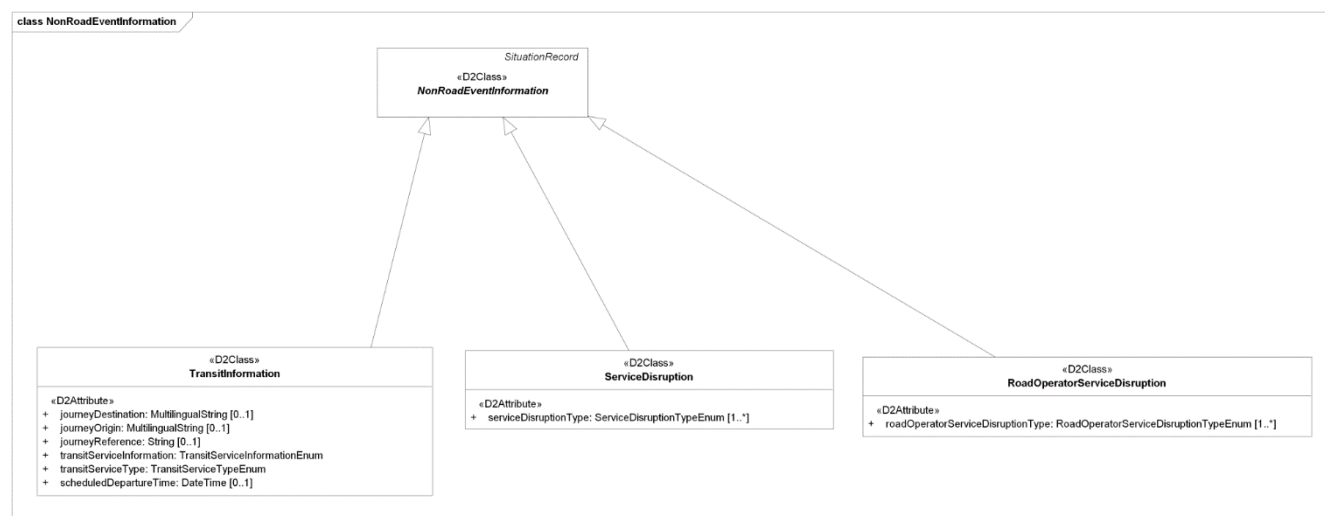 class NonRoadEventInformation
SituationRecord
«D2Class»
NonRoadEventInformation
«D2Class»
TransitInformation
«D2Attribute»
+ journeyDestination: MultilingualString [0..1]
+ journeyOrigin: MultilingualString [0..1]
+ journeyReference: String [0..1]
+ transitServiceInformation: TransitServiceInformationEnum
+ transitServiceType: TransitServiceTypeEnum
+ scheduledDepartureTime: DateTime [0..1]
«D2Class»
ServiceDisruption
«D2Attribute»
+ serviceDisruptionType: ServiceDisruptionTypeEnum [1..*]
«D2Class»
RoadOperatorServiceDisruption
«D2Attribute»
+ roadOperatorServiceDisruptionType: RoadOperatorServiceDisruptionTypeEnum [1..*]